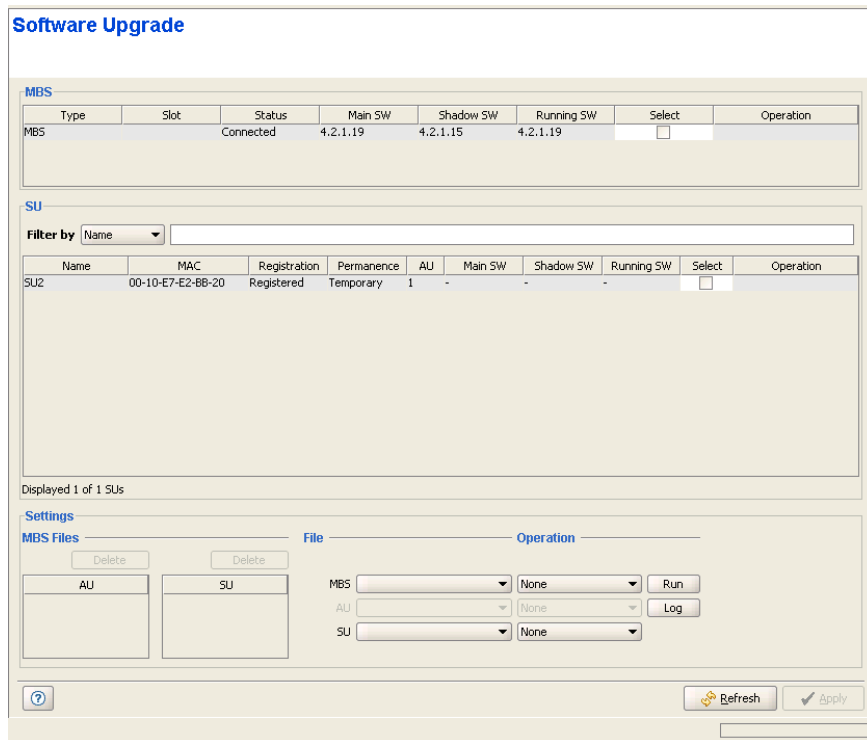 Software Upgrade
MBS
Type Slot Status Main SW Shadow SW Running SW Select Operation
MBS Connected 4.2.1.19 4.2.1.15 4.2.1.19
SU
Filter by Name
Name MAC Registration Permanence AU Main SW Shadow SW Running SW Select Operation
SU2 00-10-E7-E2-BB-20 Registered Temporary 1 - - -
Displayed 1 of 1 SUs
Settings
MBS Files File Operation
Delete Delete
AU SU
MBS None Run
AU None Log
SU None
? Refresh Apply